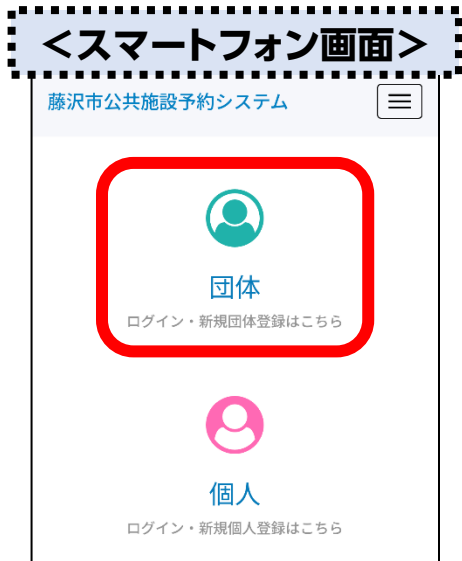 ＜スマートフォン画面＞
藤沢市公共施設予約システム
団体
ログイン・新規団体登録はこちら
個人
ログイン・新規個人登録はこちら